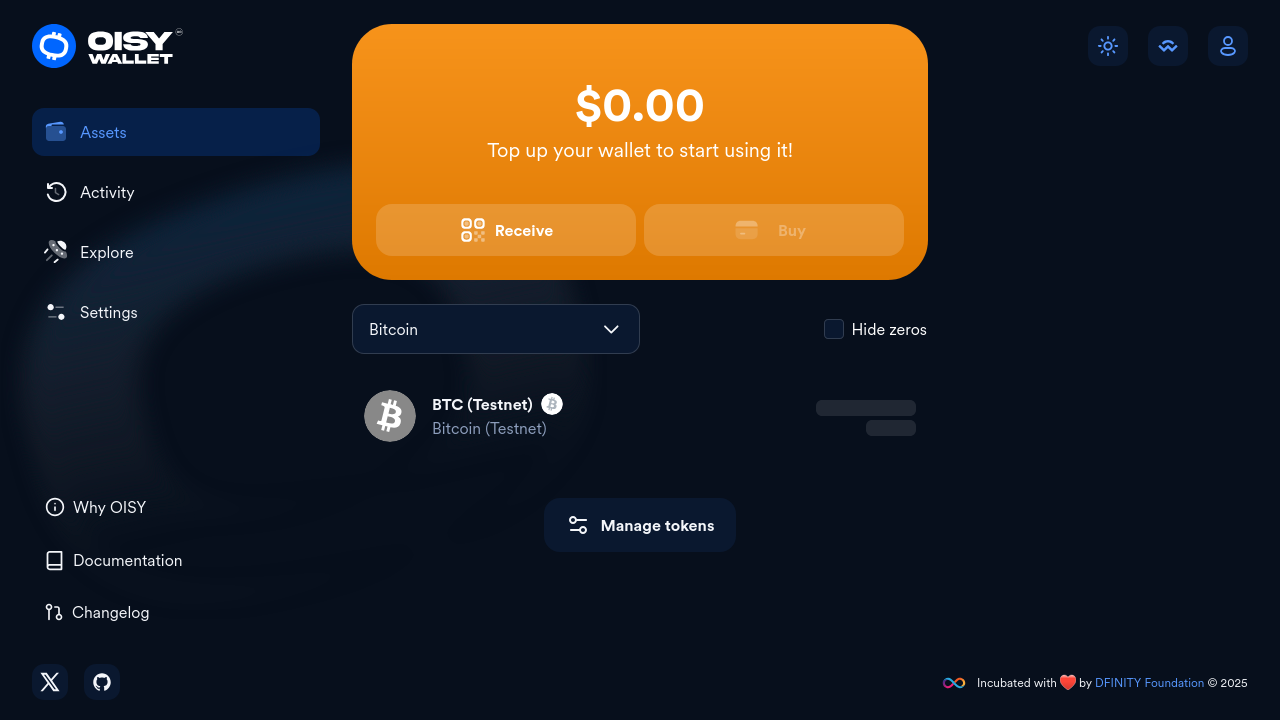 OISY
WALLET
Assets
Activity
Explore
Settings
Why OISY
Documentation
Changelog
$0.00
Top up your wallet to start using it!
Receive
Buy
Bitcoin
Hide zeros
BTC (Testnet)
Bitcoin (Testnet)
Manage tokens
Incubated with ❤️ by DFINITY Foundation © 2025